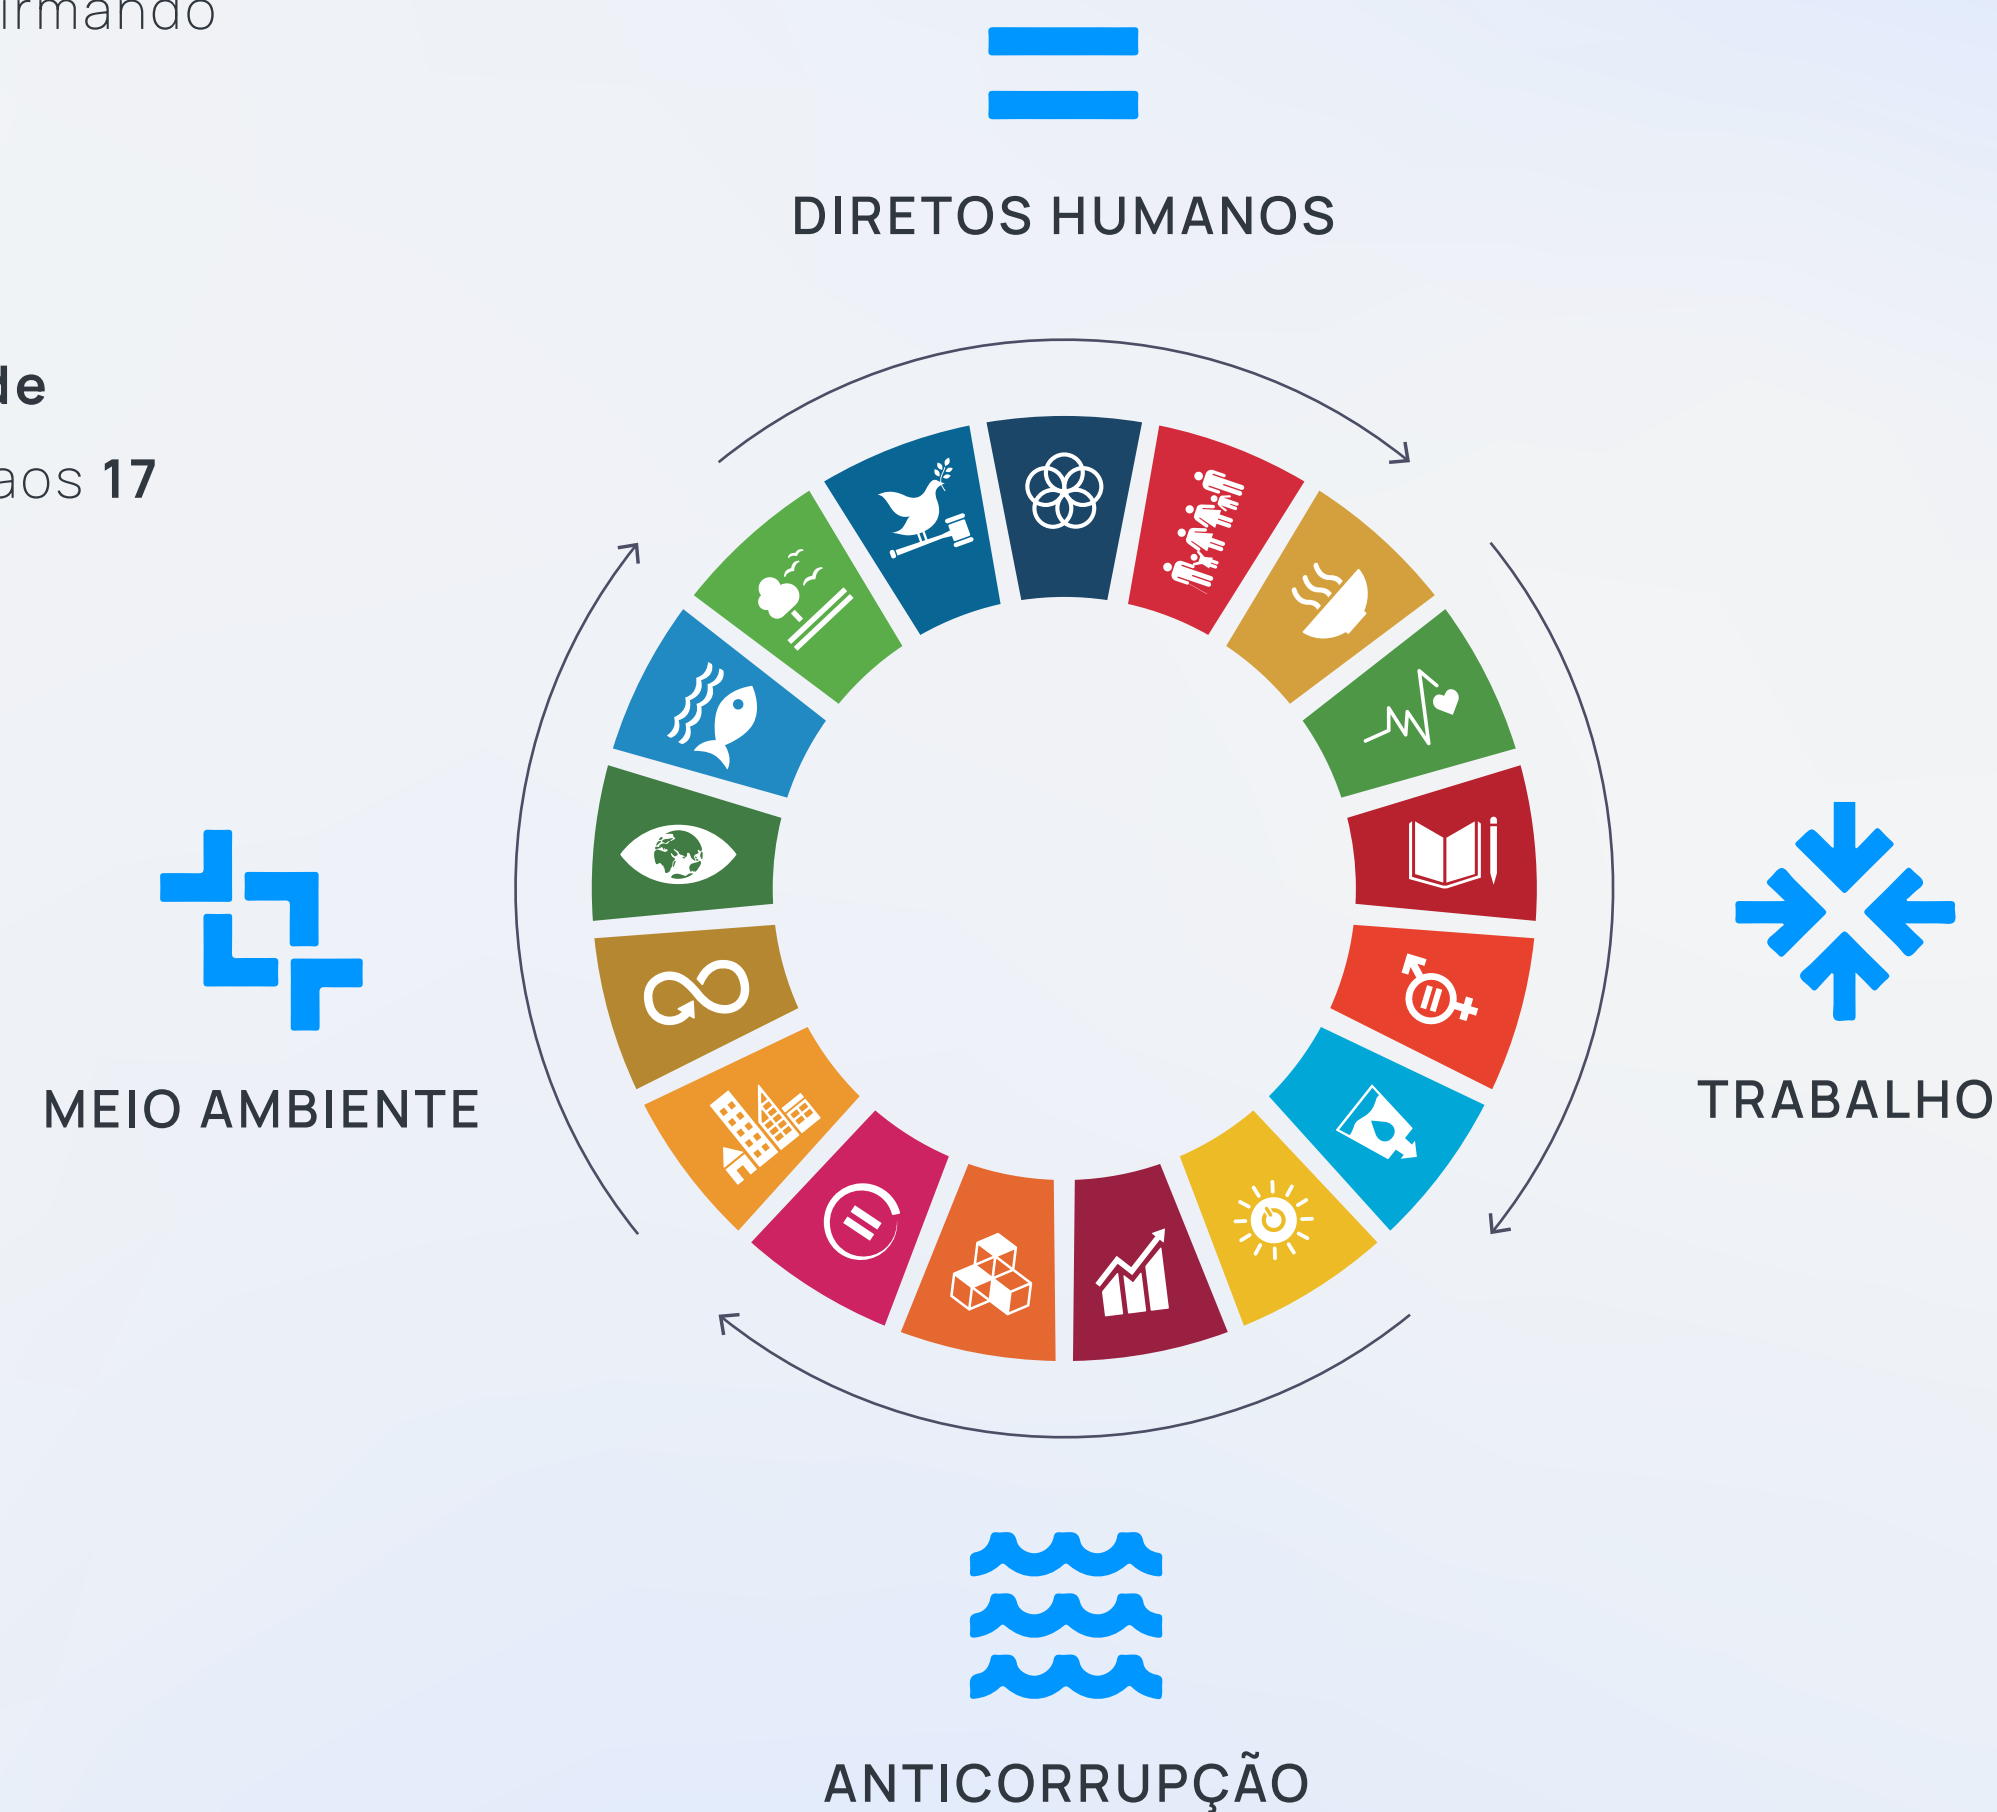 irmando
DIRETOS HUMANOS
de
aos 17
MEIO AMBIENTE
TRABALHO
ANTICORRUPÇÃO